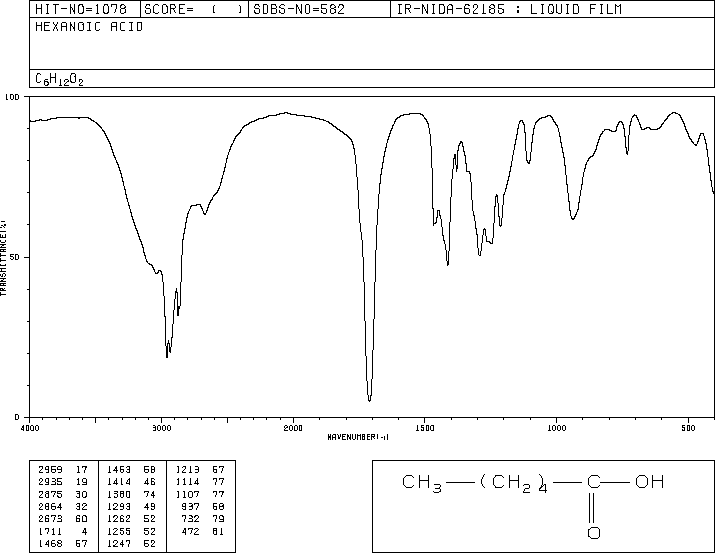 HIT-NO=1078 SCORE= ( ) SDBS-NO=582 IR-NIDA-62185 : LIQUID FILM
HEXANOIC ACID
C6H12O2
100
50
0
TRANSMITTANCE(%)
4000 3000 2000 1500 1000 500
WAVENUMBER(-1)
2959 17 1463 58 1213 57
2935 19 1414 46 1114 77
2875 30 1380 74 1107 77
2864 32 1293 49 937 60
2673 60 1262 52 732 79
1711 4 1255 52 472 81
1468 57 1247 52
CH3—(CH2)4—C—OH
O